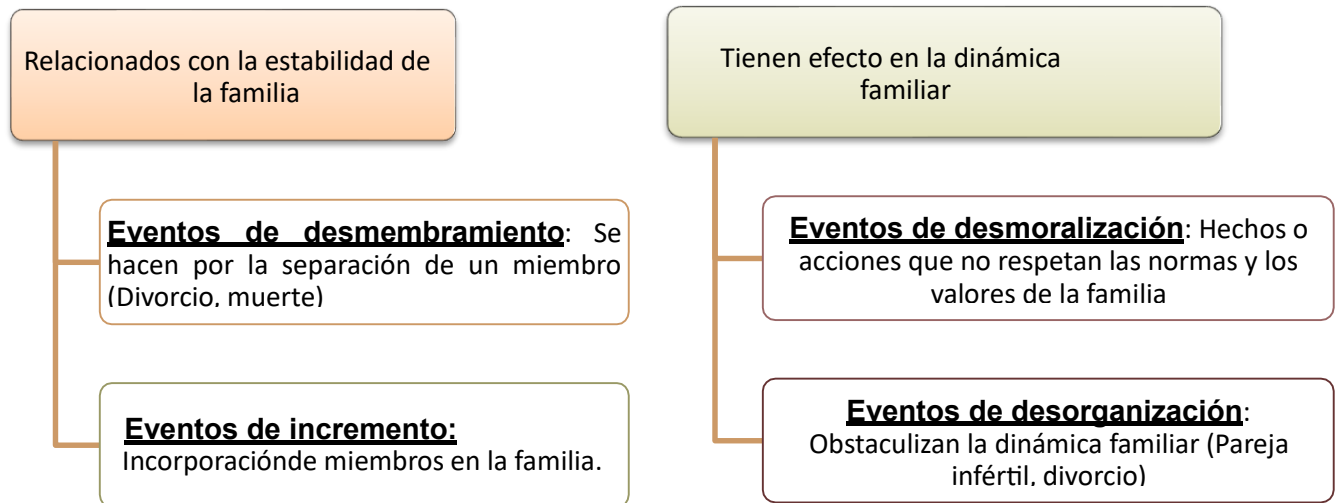 Relacionados con la estabilidad de
la familia
Eventos de desmembramiento: Se
hacen por la separación de un miembro
(Divorcio, muerte)
Eventos de incremento:
Incorporaciónde miembros en la familia.
Tienen efecto en la dinámica
familiar
Eventos de desmoralización: Hechos o
acciones que no respetan las normas y los
valores de la familia
Eventos de desorganización:
Obstaculizan la dinámica familiar (Pareja
infértil, divorcio)